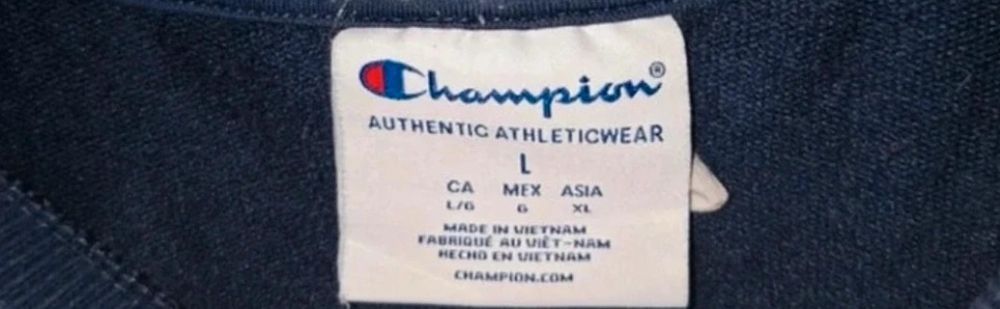 Champion®
AUTHENTIC ATHLETICWEAR
L
CA MEX ASIA
L/G G XL
MADE IN VIETNAM
FABRIQUÉ AU VIÊT-NAM
HECHO EN VIETNAM
CHAMPION.COM